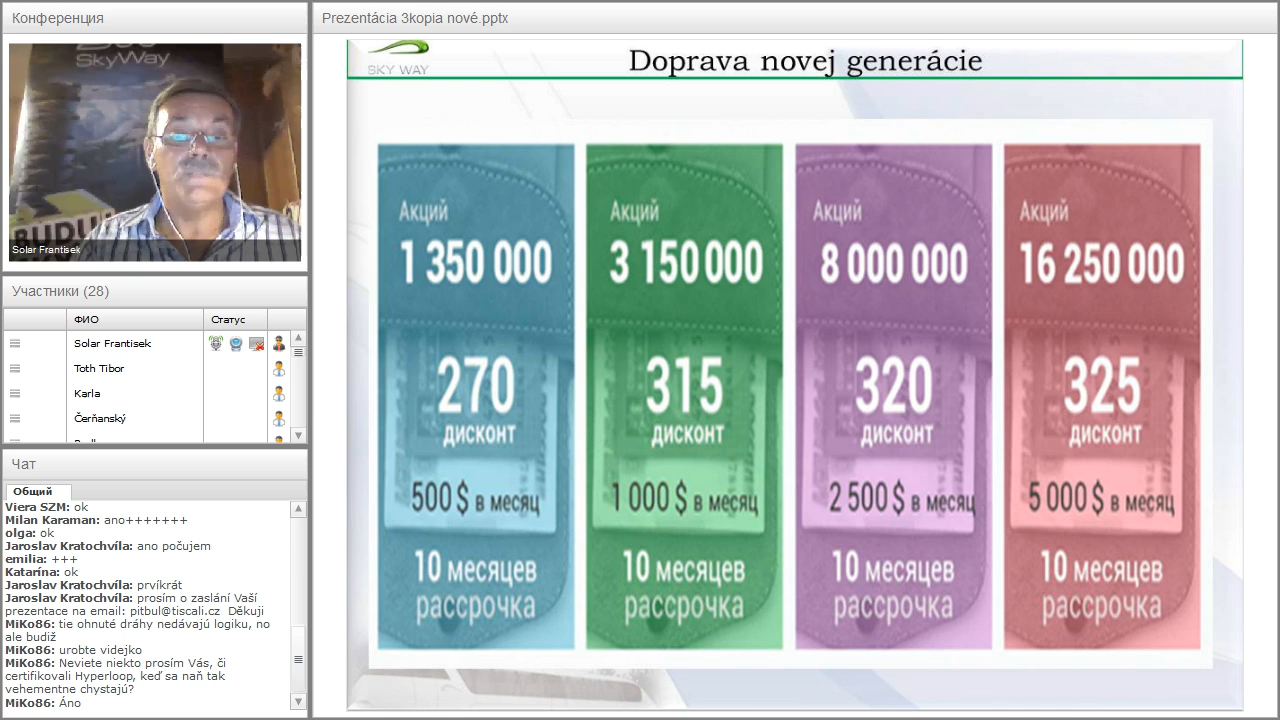 Конференция
SkyWay
BUDU
Solar Frantisek
Участники (28)
ФИО
Статус
Solar Frantisek
Toth Tibor
Karla
Čerňanský
Чат
Общий
Viera SZM: ok
Milan Karaman: ano+++++++
olga: ok
Jaroslav Kratochvíla: ano počujem
emilia: +++
Katarína: ok
Jaroslav Kratochvíla: prvíkrát
Jaroslav Kratochvíla: prosím o zaslání Vaší
prezentace na email: pitbul@tiscali.cz Děkuji
MiKo86: tie ohnuté dráhy nedávajú logiku, no
ale budiž
MiKo86: urobte videjko
MiKo86: Neviete niekto prosím Vás, či
certifikovali Hyperloop, keď sa naň tak
vehementne chystajú?
MiKo86: Áno
Prezentácia 3kopia nové.pptx
SKY WAY
Doprava novej generácie
Акций
1 350 000
270
дисконт
500 $ в месяц
10 месяцев
рассрочка
Акций
3 150 000
315
дисконт
1 000 $ в месяц
10 месяцев
рассрочка
Акций
8 000 000
320
дисконт
2 500 $ в месяц
10 месяцев
рассрочка
Акций
16 250 000
325
дисконт
5 000 $ в месяц
10 месяцев
рассрочка